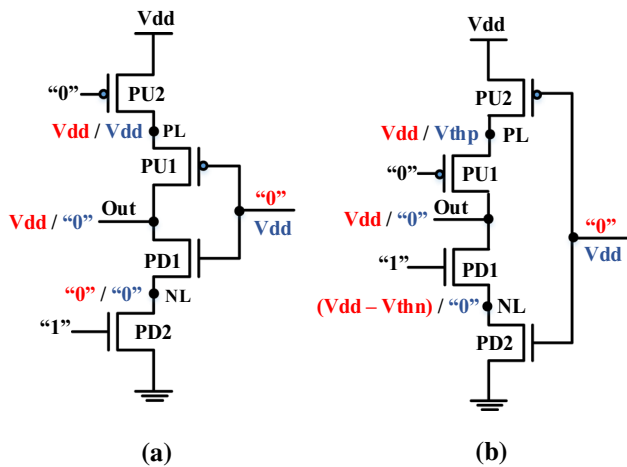 Vdd
“0”
PU2
Vdd / Vdd
PL
PU1
“0”
Vdd
Out
Vdd / “0”
PD1
“0” / “0”
NL
“1”
PD2
(a)
Vdd
PU2
Vdd / Vthp
PL
PU1
“0”
Out
Vdd / “0”
“0”
Vdd
PD1
“1”
(Vdd – Vthn) / “0”
NL
PD2
(b)